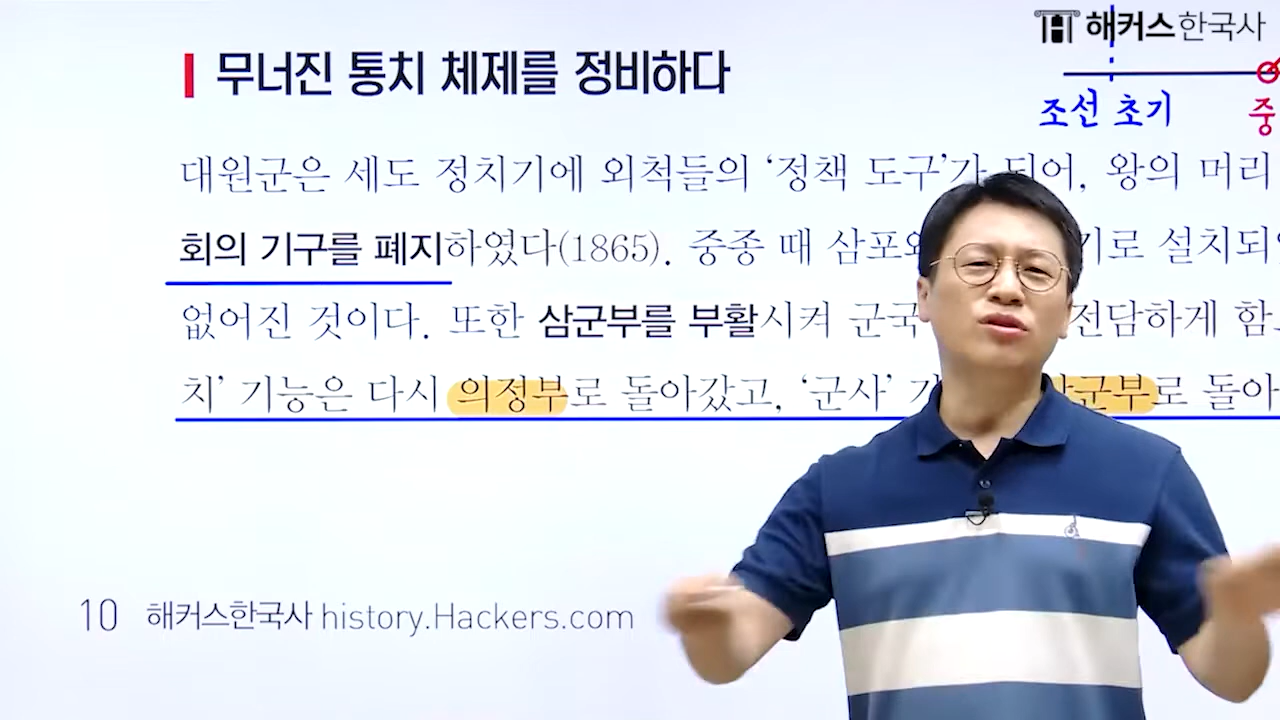 해커스한국사
무너진 통치 체제를 정비하다
조선 초기
중
대원군은 세도 정치기에 외척들의 ‘정책 도구’가 되어, 왕의 머리
회의 기구를 폐지하였다(1865). 중종 때 삼포 기로 설치되
없어진 것이다. 또한 삼군부를 부활시켜 군국 전담하게 함
치’ 기능은 다시 의정부로 돌아갔고, ‘군사’ 군부로 돌아
10 해커스한국사 history.Hackers.com